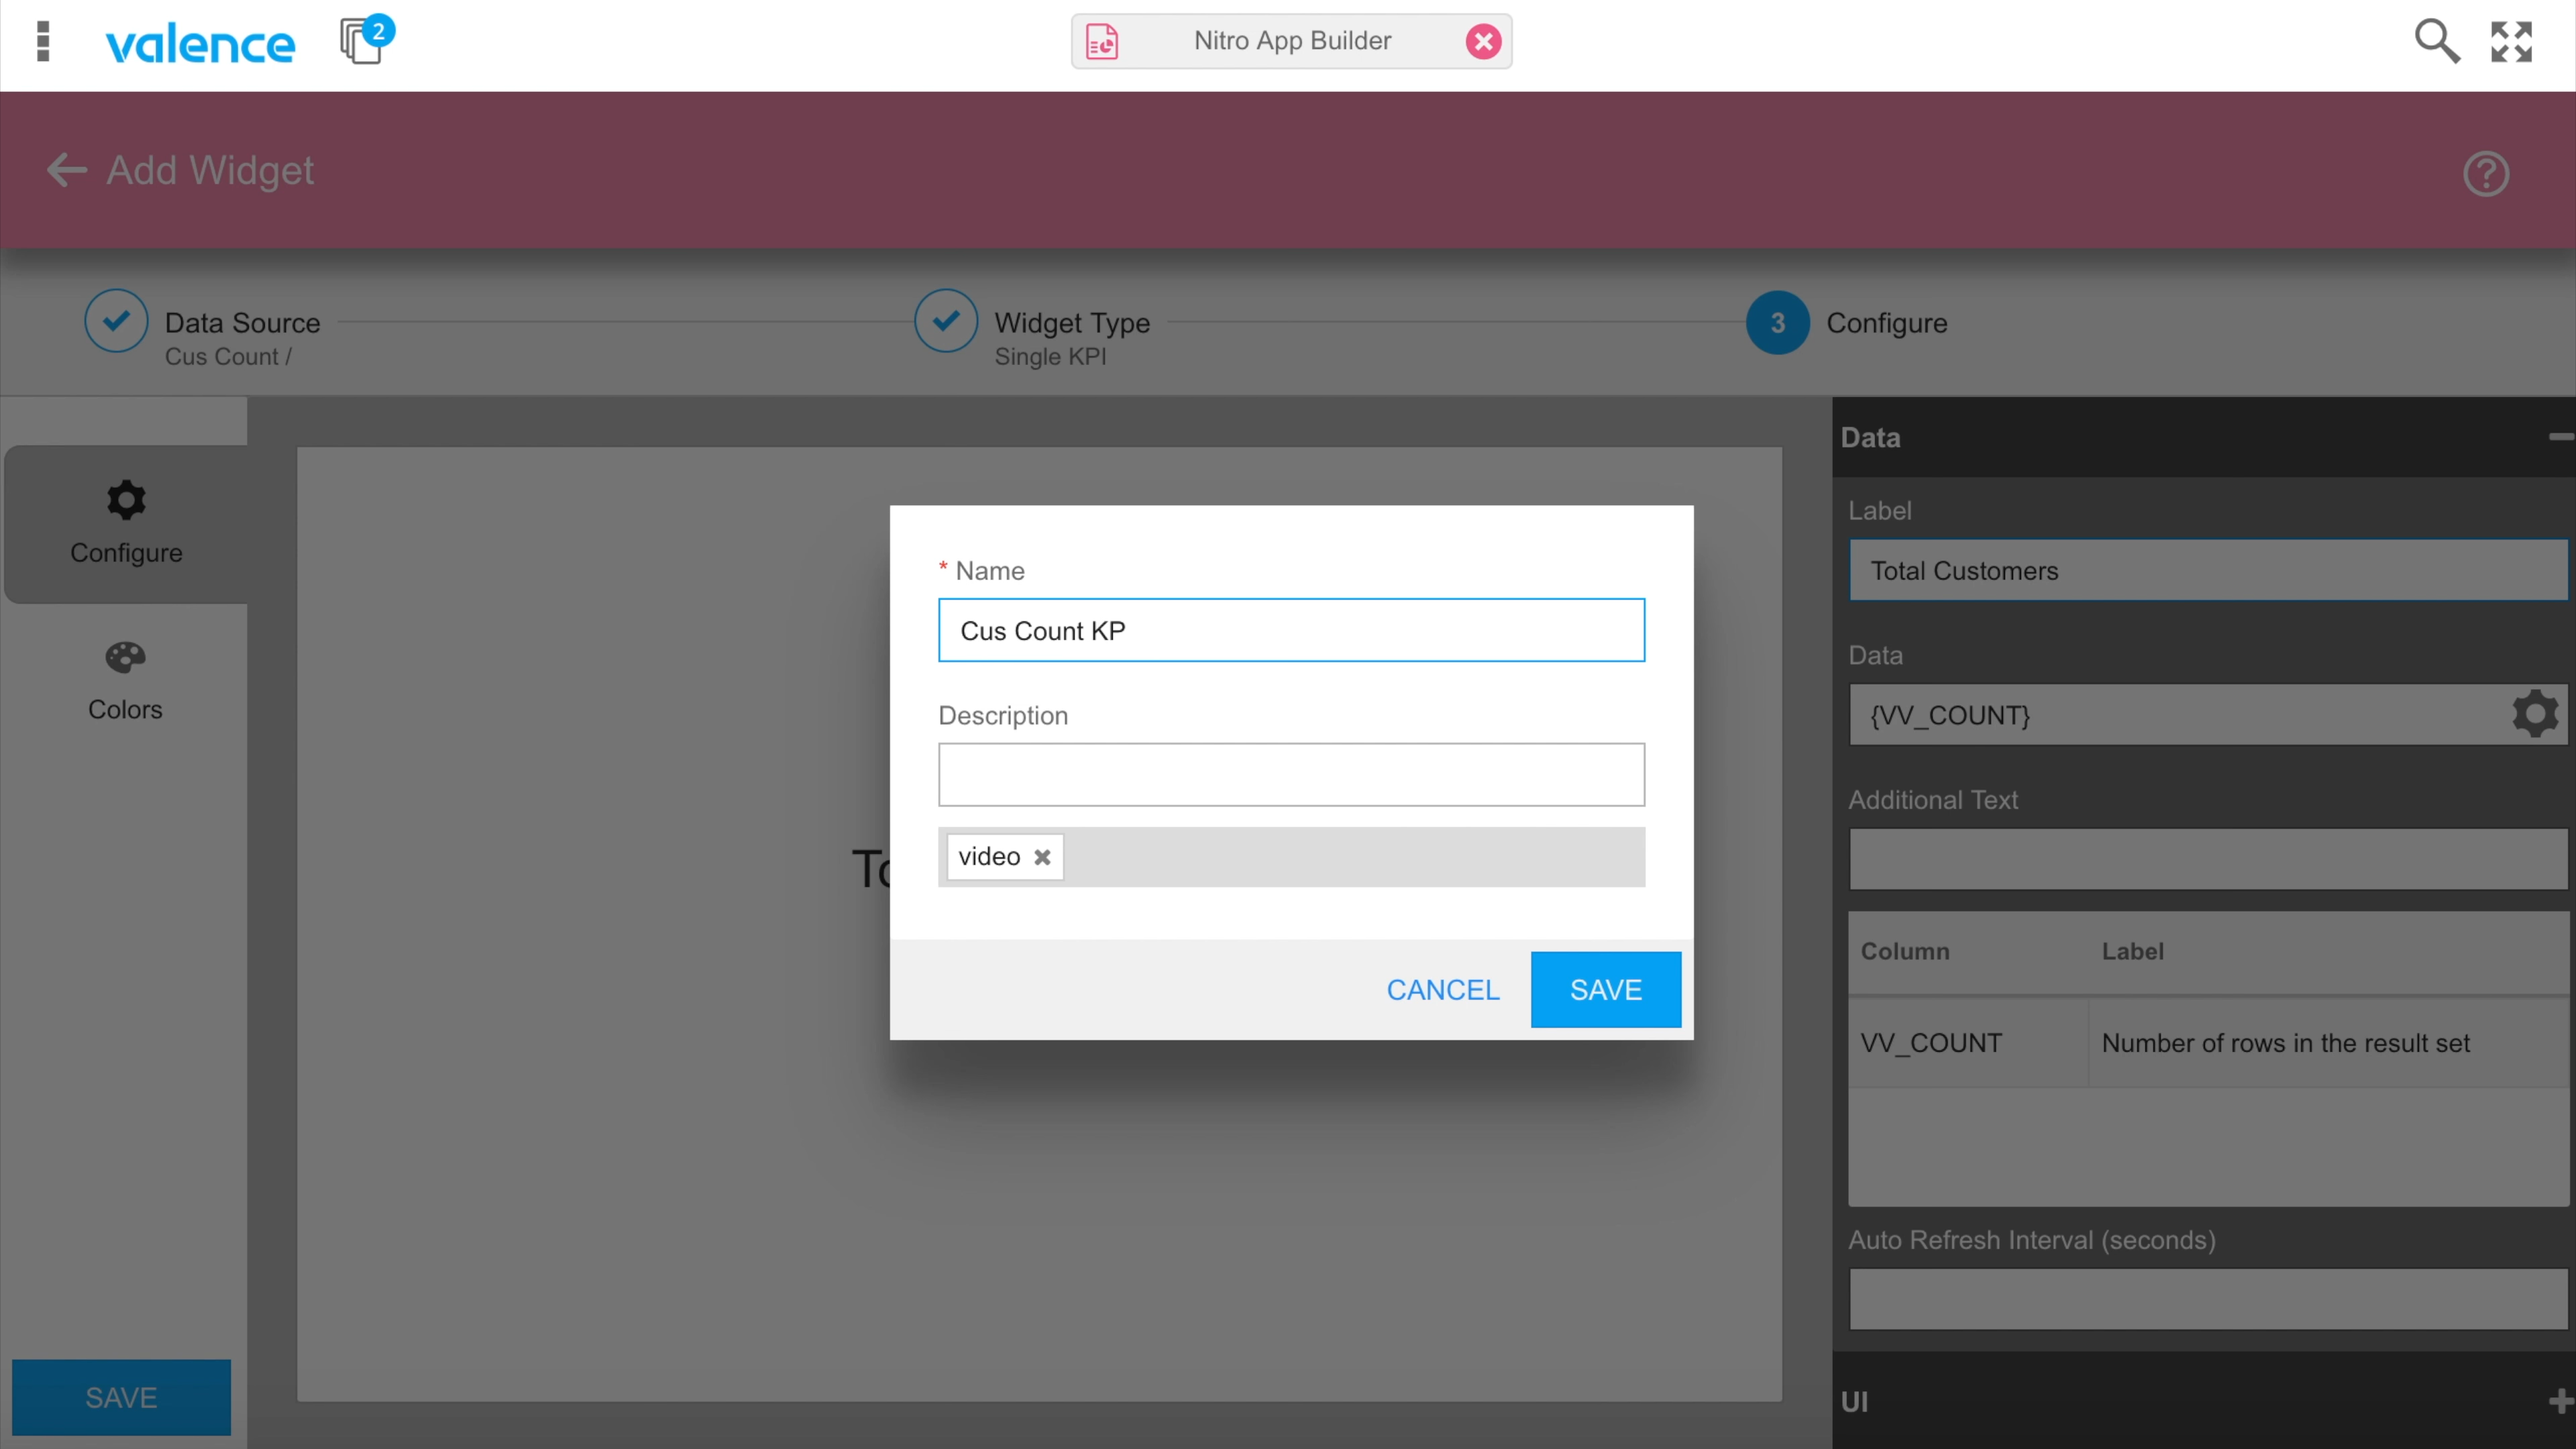 valence
2
Nitro App Builder
Add Widget
Data Source
Cus Count /
Widget Type
Single KPI
3
Configure
Configure
Colors
SAVE
To
* Name
Cus Count KP
Description
video
CANCEL
SAVE
Data
Label
Total Customers
Data
{VV_COUNT}
Additional Text
Column Label
VV_COUNT Number of rows in the result set
Auto Refresh Interval (seconds)
UI